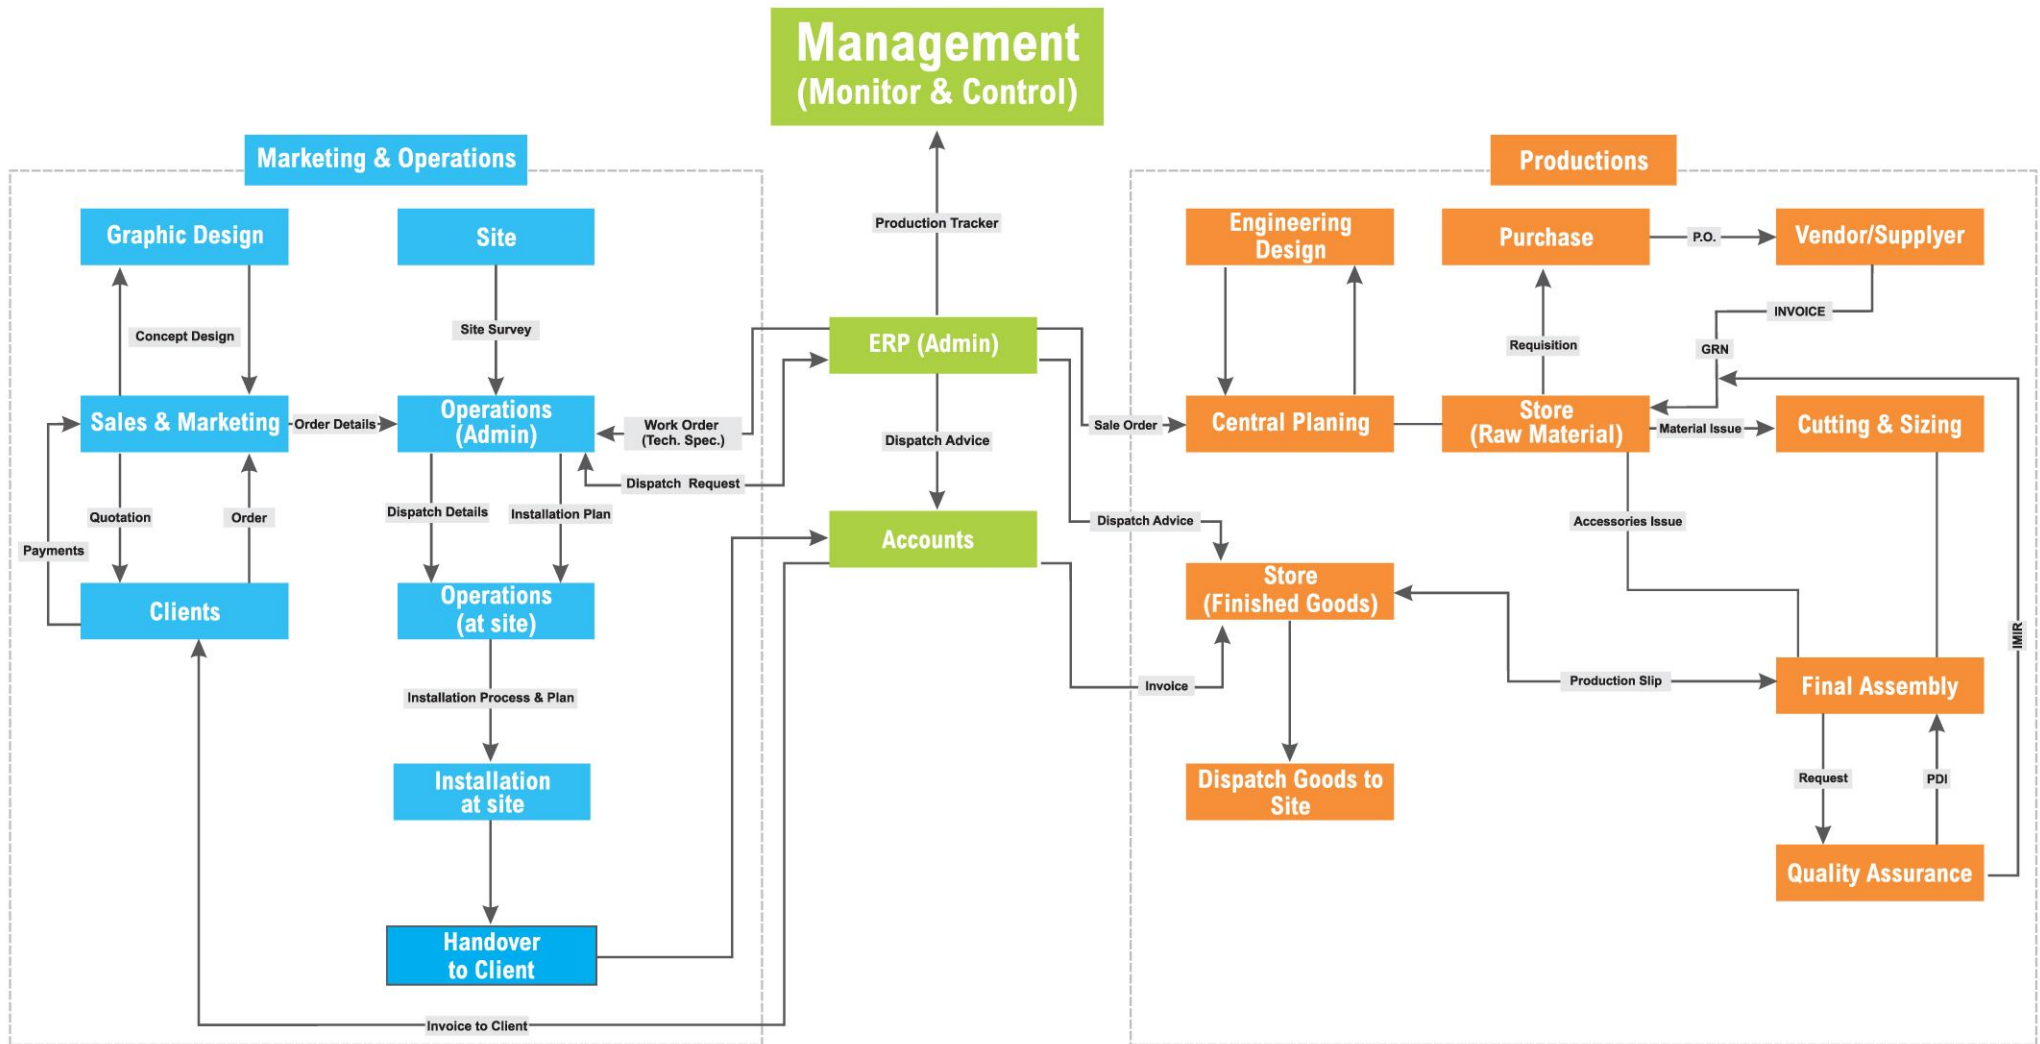 Management
(Monitor & Control)
Marketing & Operations
Productions
Graphic Design
Site
Engineering
Design
Purchase
P.O.
Vendor/Supplyer
Production Tracker
Concept Design
Site Survey
INVOICE
ERP (Admin)
Requisition
GRN
Sales & Marketing
Order Details
Operations
(Admin)
Work Order
(Tech. Spec.)
Dispatch Advice
Sale Order
Central Planing
Store
(Raw Material)
Material Issue
Cutting & Sizing
Dispatch Request
Quotation
Order
Dispatch Details
Installation Plan
Payments
Accounts
Dispatch Advice
Accessories Issue
Clients
Operations
(at site)
Store
(Finished Goods)
IMIR
Installation Process & Plan
Invoice
Production Slip
Final Assembly
Installation
at site
Dispatch Goods to
Site
Request
PDI
Quality Assurance
Handover
to Client
Invoice to Client